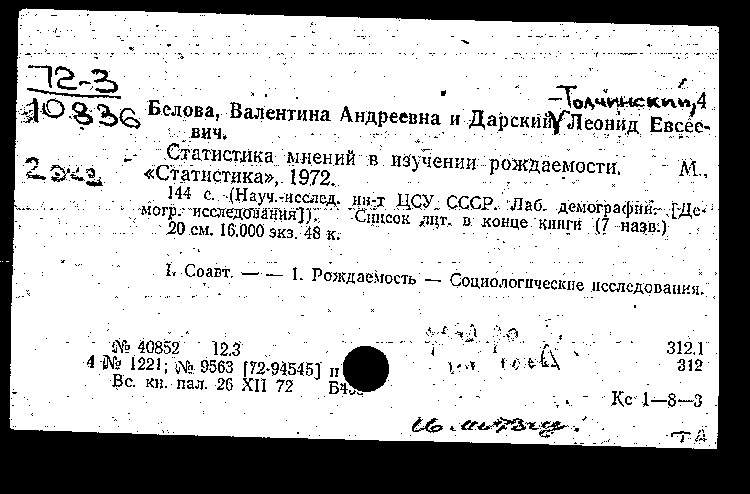 72-3
10836
2 экз
-Толчинский, 4
Белова, Валентина Андреевна и Дарский Леонид Евсее-
вич.
Статистика мнений в изучении рождаемости. М.,
«Статистика», 1972.
144 с. (Науч.-исслед. ин-т ЦСУ СССР. Лаб. демографии. [Де-
могр. исследования]). Список лит. в конце книги (7 назв.)
20 см. 16.000 экз. 48 к.
I. Соавт. — — 1. Рождаемость — Социологические исследования.
№ 40852 12.3 312.1
4 № 1221; № 9563 [72-94545] п 312
Вс. кн. пал. 26 XII 72 Б43
Кс 1—8—3